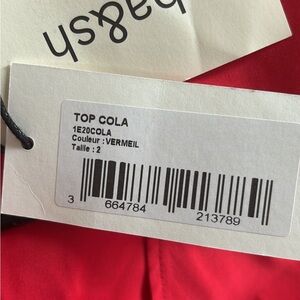 ba&sh
TOP COLA
1E20COLA
Couleur : VERMEIL
Taille : 2
3 664784 213789